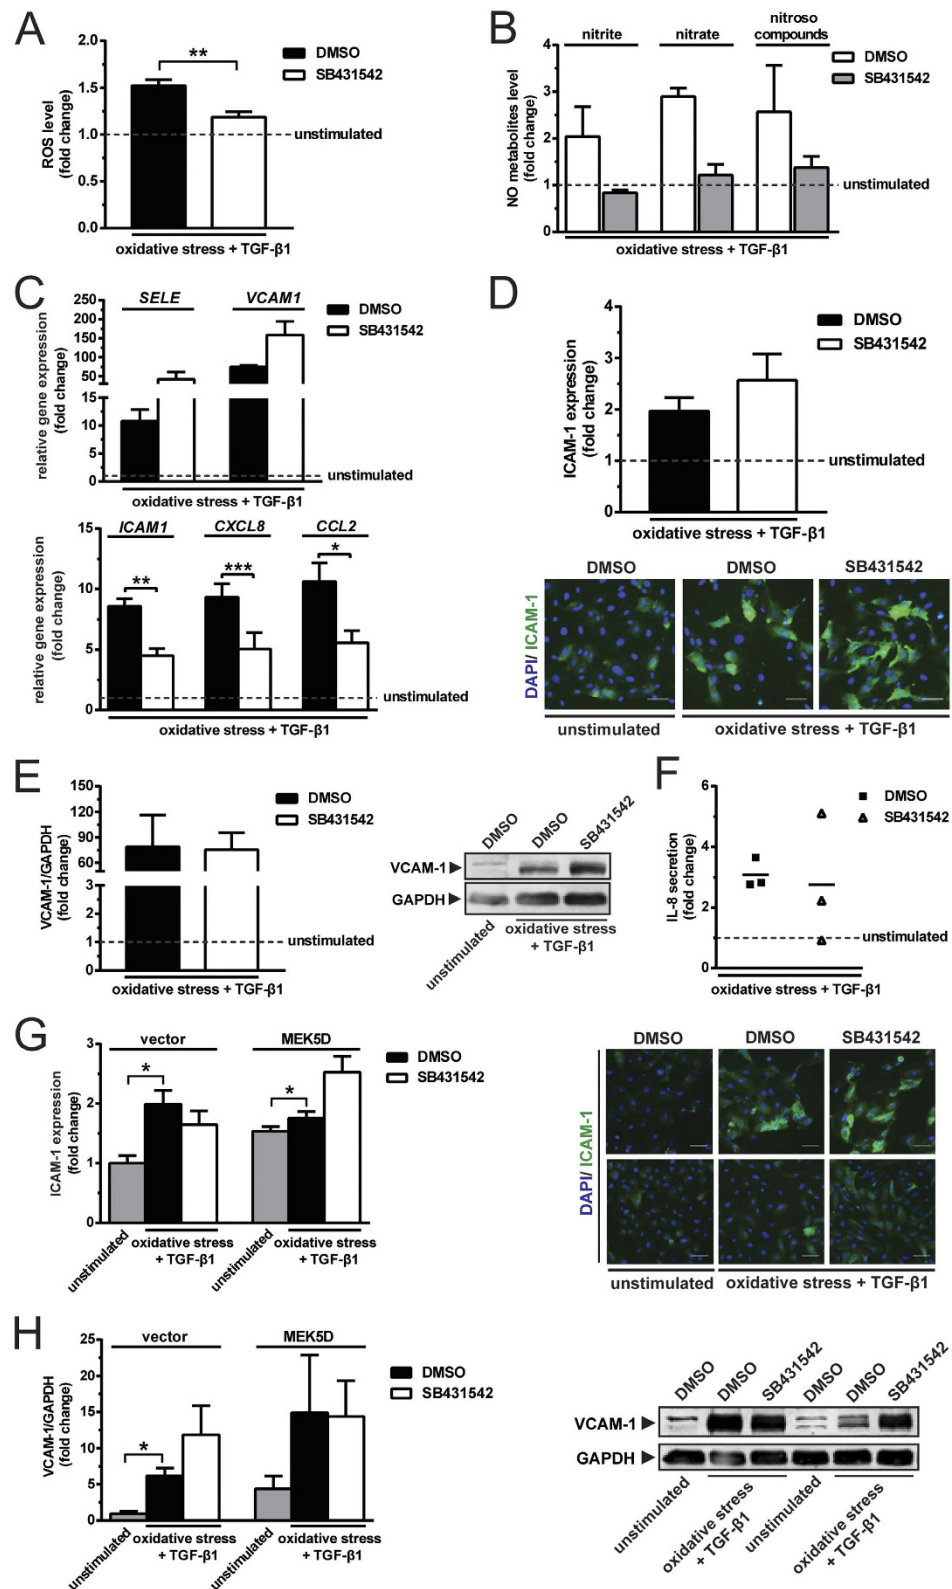 A
ROS level
(fold change)
2.0
1.5
1.0
0.5
0.0
**
DMSO
SB431542
unstimulated
oxidative stress + TGF-β1
B
NO metabolites level
(fold change)
4
3
2
1
0
nitrite
nitrate
nitroso
compounds
DMSO
SB431542
unstimulated
oxidative stress + TGF-β1
C
relative gene expression
(fold change)
250
200
150
100
50
15
10
5
0
SELE
VCAM1
DMSO
SB431542
unstimulated
oxidative stress + TGF-β1
relative gene expression
(fold change)
15
10
5
0
ICAM1
CXCL8
CCL2
**
***
*
unstimulated
oxidative stress + TGF-β1
D
ICAM-1 expression
(fold change)
4
3
2
1
0
DMSO
SB431542
unstimulated
oxidative stress + TGF-β1
DMSO
DMSO
SB431542
DAPI/ ICAM-1
unstimulated
oxidative stress + TGF-β1
E
VCAM-1/GAPDH
(fold change)
150
120
90
60
3
2
1
0
DMSO
SB431542
unstimulated
oxidative stress + TGF-β1
DMSO
DMSO
SB431542
VCAM-1
GAPDH
unstimulated
oxidative stress
+ TGF-β1
F
IL-8 secretion
(fold change)
6
4
2
0
DMSO
SB431542
unstimulated
oxidative stress + TGF-β1
G
ICAM-1 expression
(fold change)
3
2
1
0
vector
MEK5D
*
*
DMSO
SB431542
unstimulated
oxidative stress
+ TGF-β1
unstimulated
oxidative stress
+ TGF-β1
DMSO
DMSO
SB431542
DAPI/ ICAM-1
unstimulated
oxidative stress + TGF-β1
H
VCAM-1/GAPDH
(fold change)
25
20
15
10
5
0
vector
MEK5D
*
DMSO
SB431542
unstimulated
oxidative stress
+ TGF-β1
unstimulated
oxidative stress
+ TGF-β1
DMSO
DMSO
SB431542
DMSO
DMSO
SB431542
VCAM-1
GAPDH
unstimulated
oxidative stress
+ TGF-β1
unstimulated
oxidative stress
+ TGF-β1